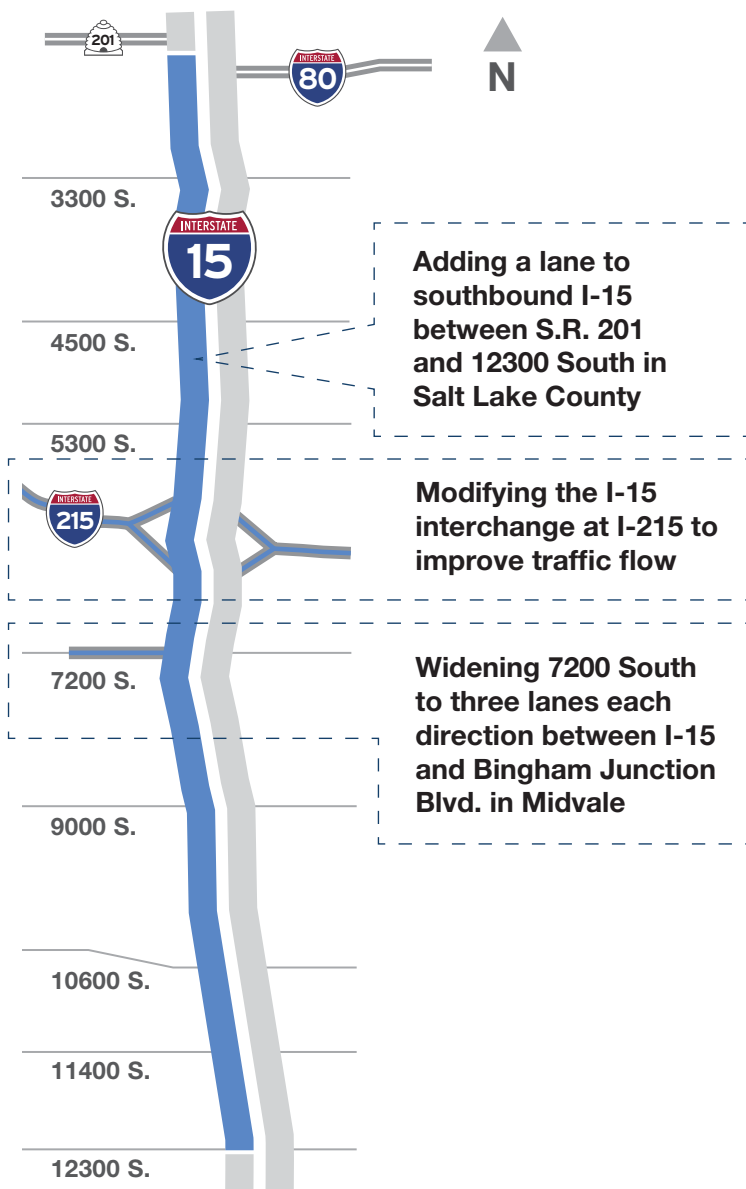 201
INTERSTATE
80
N
3300 S.
INTERSTATE
15
Adding a lane to
southbound I-15
between S.R. 201
and 12300 South in
Salt Lake County
4500 S.
5300 S.
INTERSTATE
215
Modifying the I-15
interchange at I-215 to
improve traffic flow
7200 S.
Widening 7200 South
to three lanes each
direction between I-15
and Bingham Junction
Blvd. in Midvale
9000 S.
10600 S.
11400 S.
12300 S.